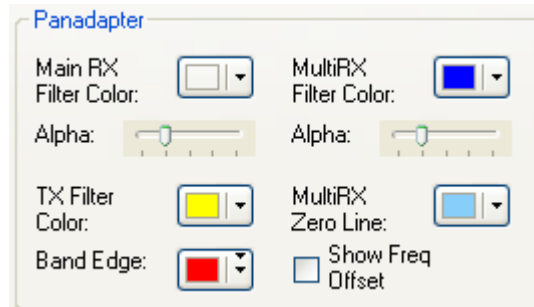 Panadapter
Main RX
Filter Color:
MultiRX
Filter Color:
Alpha:
Alpha:
TX Filter
Color:
MultiRX
Zero Line:
Band Edge:
Show Freq
Offset